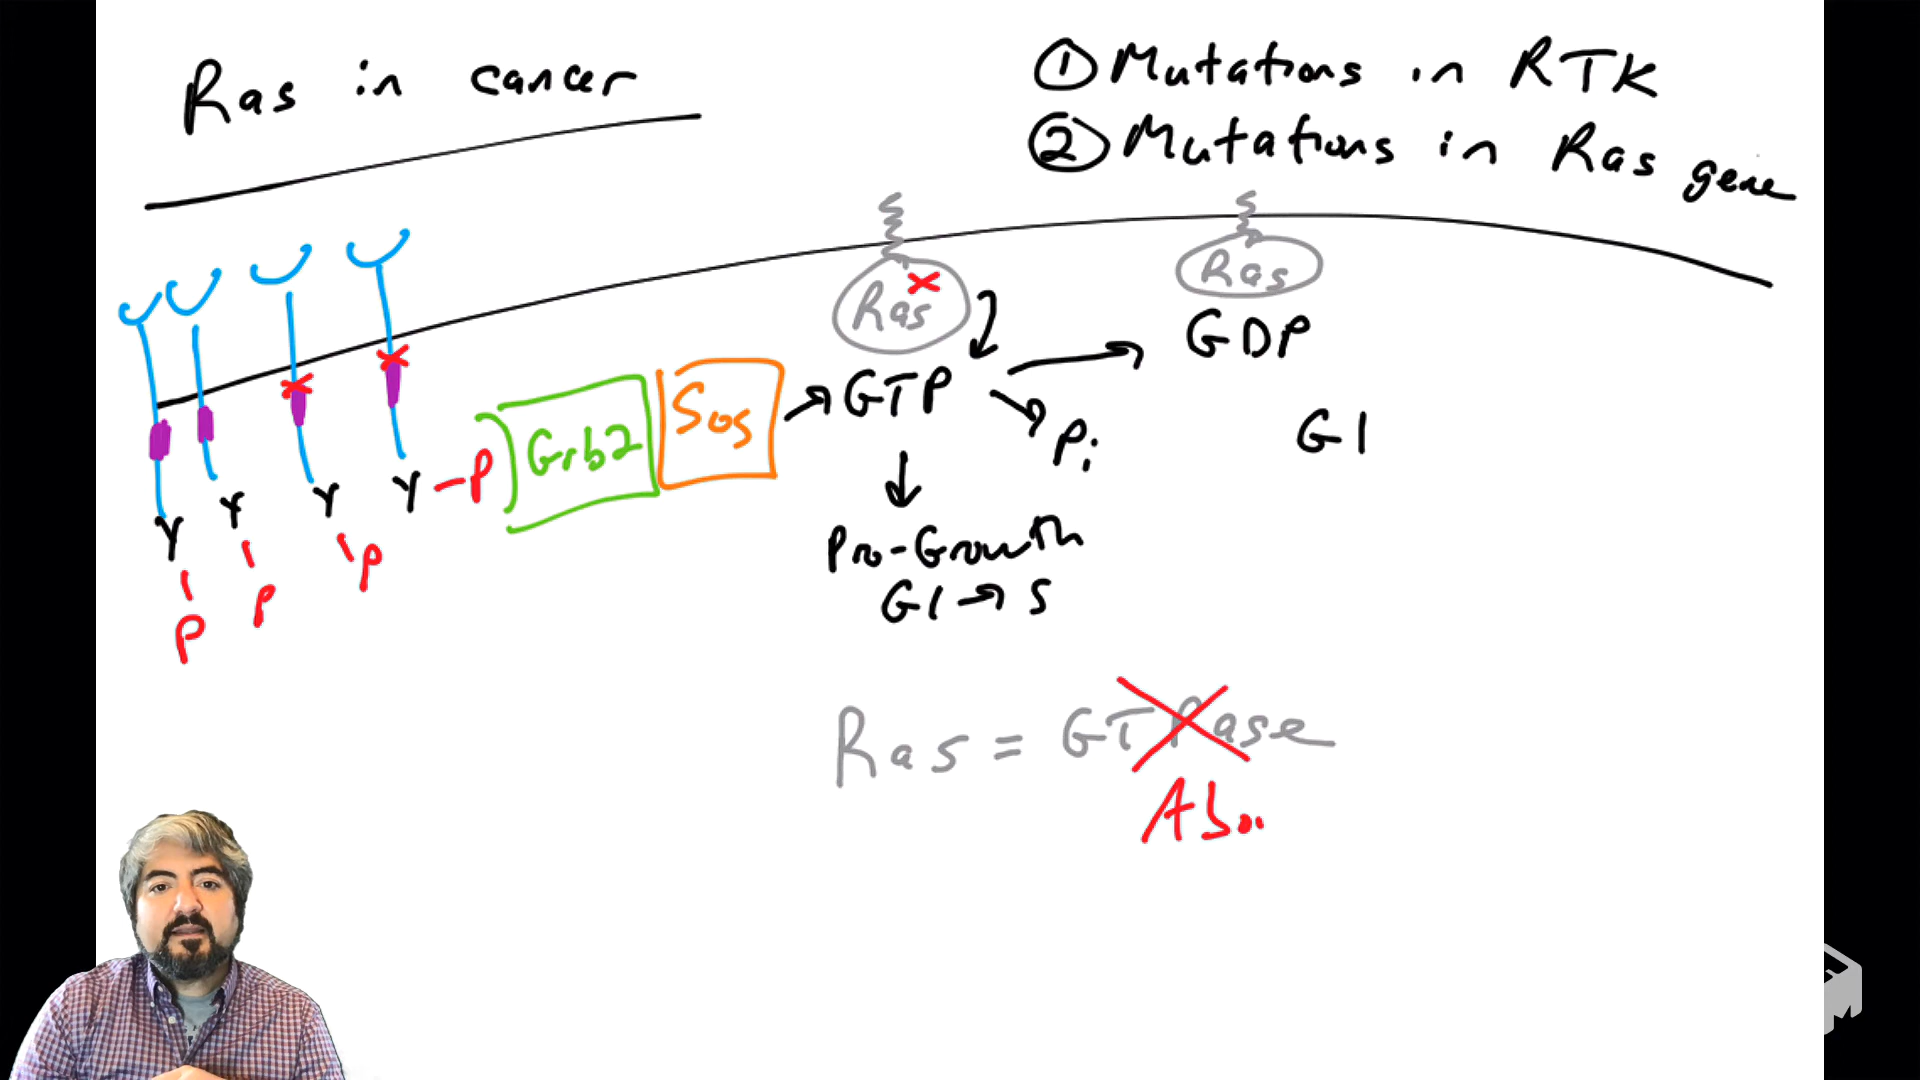 Ras in cancer
① Mutations in RTK
② Mutations in Ras gene
Ras
Ras
GTP
GDP
Pi
G1
Grb2
Sos
Y Y Y Y-P
P P P
Pro-Growth
G1 → S
Ras = GTPase
M